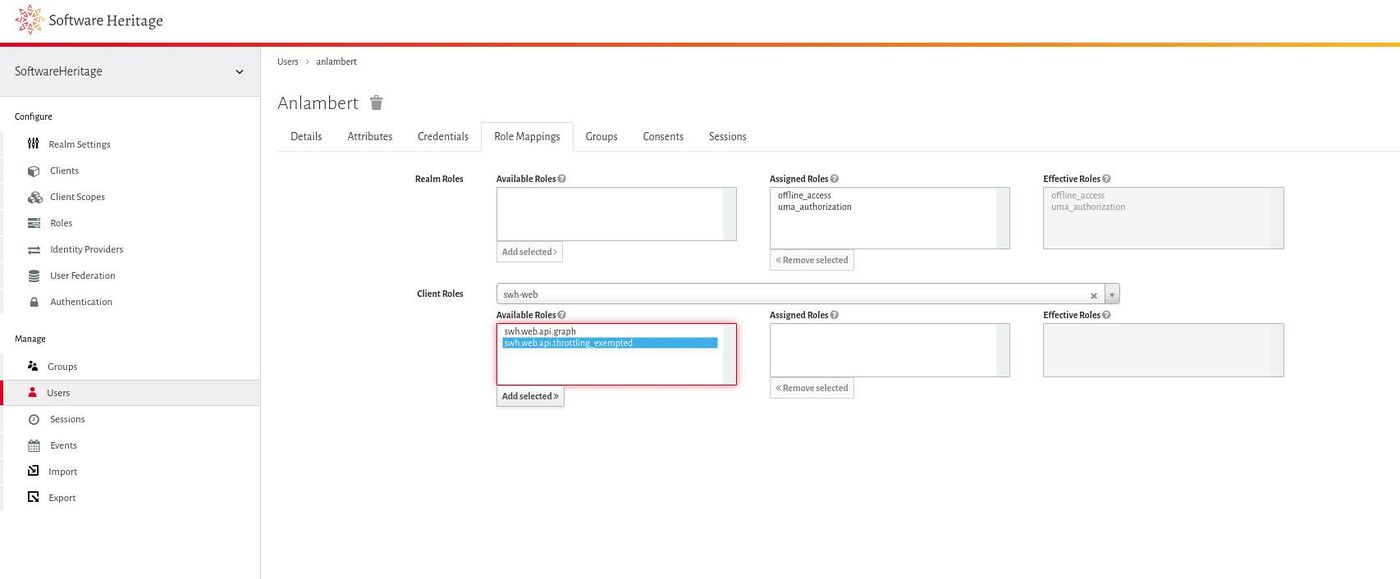 Software Heritage
SoftwareHeritage
Configure
Realm Settings
Clients
Client Scopes
Roles
Identity Providers
User Federation
Authentication
Manage
Groups
Users
Sessions
Events
Import
Export
Users > anlambert
Anlambert
Details Attributes Credentials Role Mappings Groups Consents Sessions
Realm Roles
Available Roles
Add selected >
Assigned Roles
offline_access
uma_authorization
« Remove selected
Effective Roles
offline_access
uma_authorization
Client Roles
swh-web
Available Roles
swh.web.api.graph
swh.web.api.throttling_exempted
Add selected »
Assigned Roles
« Remove selected
Effective Roles